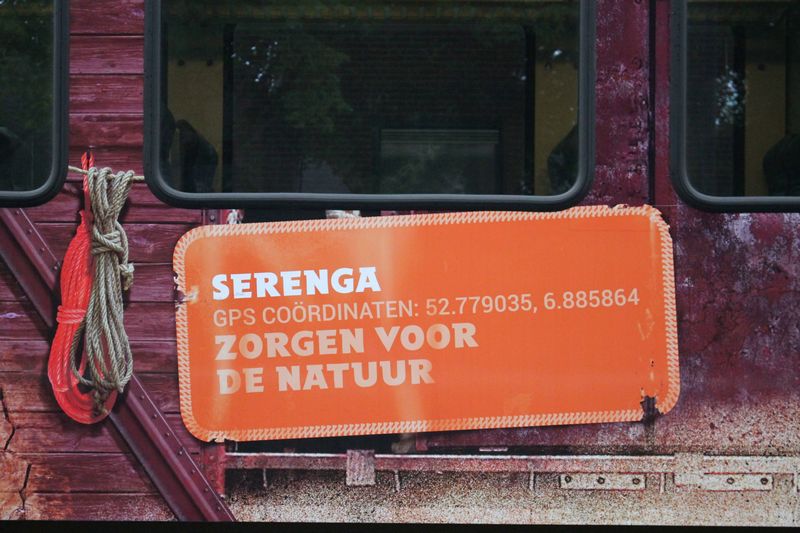 SERENGA
GPS COÖRDINATEN: 52.779035, 6.885864
ZORGEN VOOR
DE NATUUR